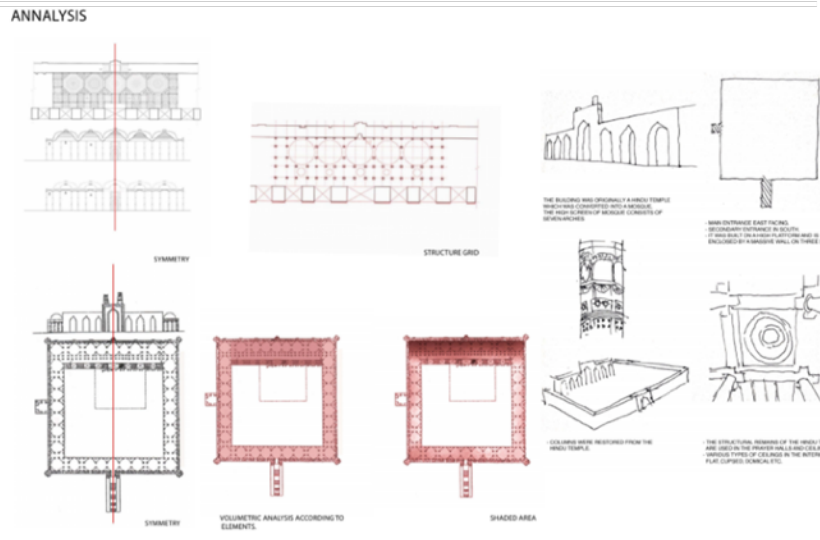 ANNALYSIS
SYMMETRY
STRUCTURE GRID
THE BUILDING WAS ORIGINALLY A HINDU TEMPLE
WHICH WAS CONVERTED INTO A MOSQUE.
THE HIGH SCREEN OF MOSQUE CONSISTS OF
SEVEN ARCHES
- MAIN ENTRANCE EAST FACING.
- SECONDARY ENTRANCE IN SOUTH.
- IT WAS BUILT ON A HIGH PLATFORM AND IS
ENCLOSED BY A MASSIVE WALL ON THREE
- COLUMNS WERE RESTORED FROM THE
HINDU TEMPLE.
- THE STRUCTURAL REMAINS OF THE HINDU
ARE USED IN THE PRAYER HALLS AND
- VARIOUS TYPES OF CEILINGS IN THE
FLAT, CUPSED, DOMICAL ETC.
SYMMETRY
VOLUMETRIC ANALYSIS ACCORDING TO
ELEMENTS.
SHADED AREA